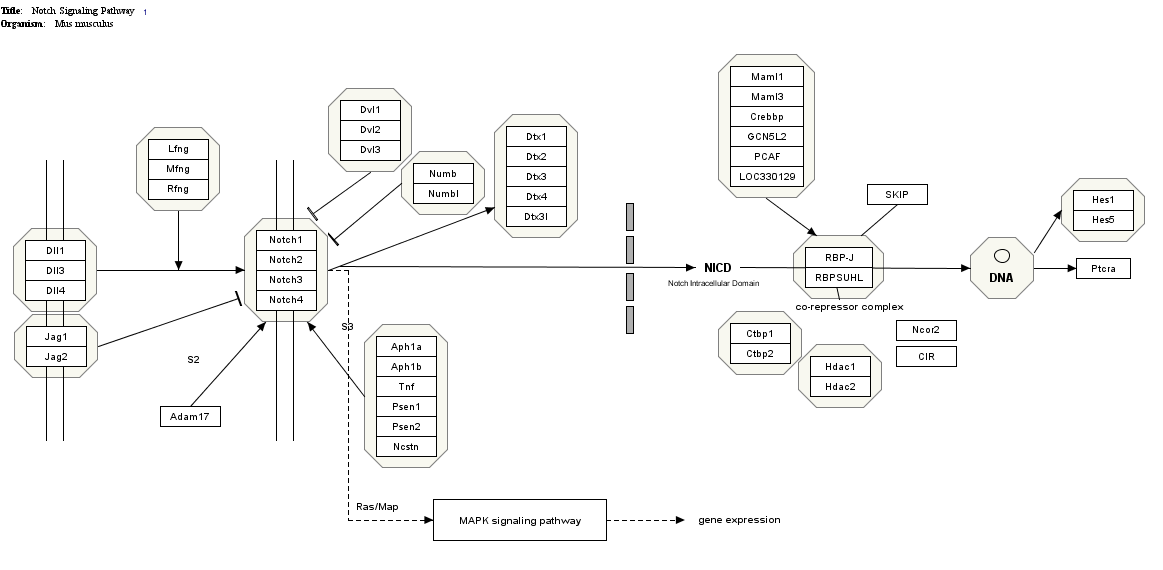 Title: Notch Signaling Pathway 1
Organism: Mus musculus
Maml1
Maml3
Crebbp
GCN5L2
PCAF
LOC330129
Dvl1
Dvl2
Dvl3
Dtx1
Dtx2
Dtx3
Dtx4
Dtx3l
Lfng
Mfng
Rfng
Numb
Numbl
SKIP
Hes1
Hes5
Dll1
Dll3
Dll4
Notch1
Notch2
Notch3
Notch4
NICD
Notch Intracellular Domain
RBP-J
RBPSUHL
DNA
Ptcra
co-repressor complex
Jag1
Jag2
S3
S2
Ctbp1
Ctbp2
Ncor2
CIR
Hdac1
Hdac2
Aph1a
Aph1b
Tnf
Psen1
Psen2
Ncstn
Adam17
Ras/Map
MAPK signaling pathway
gene expression